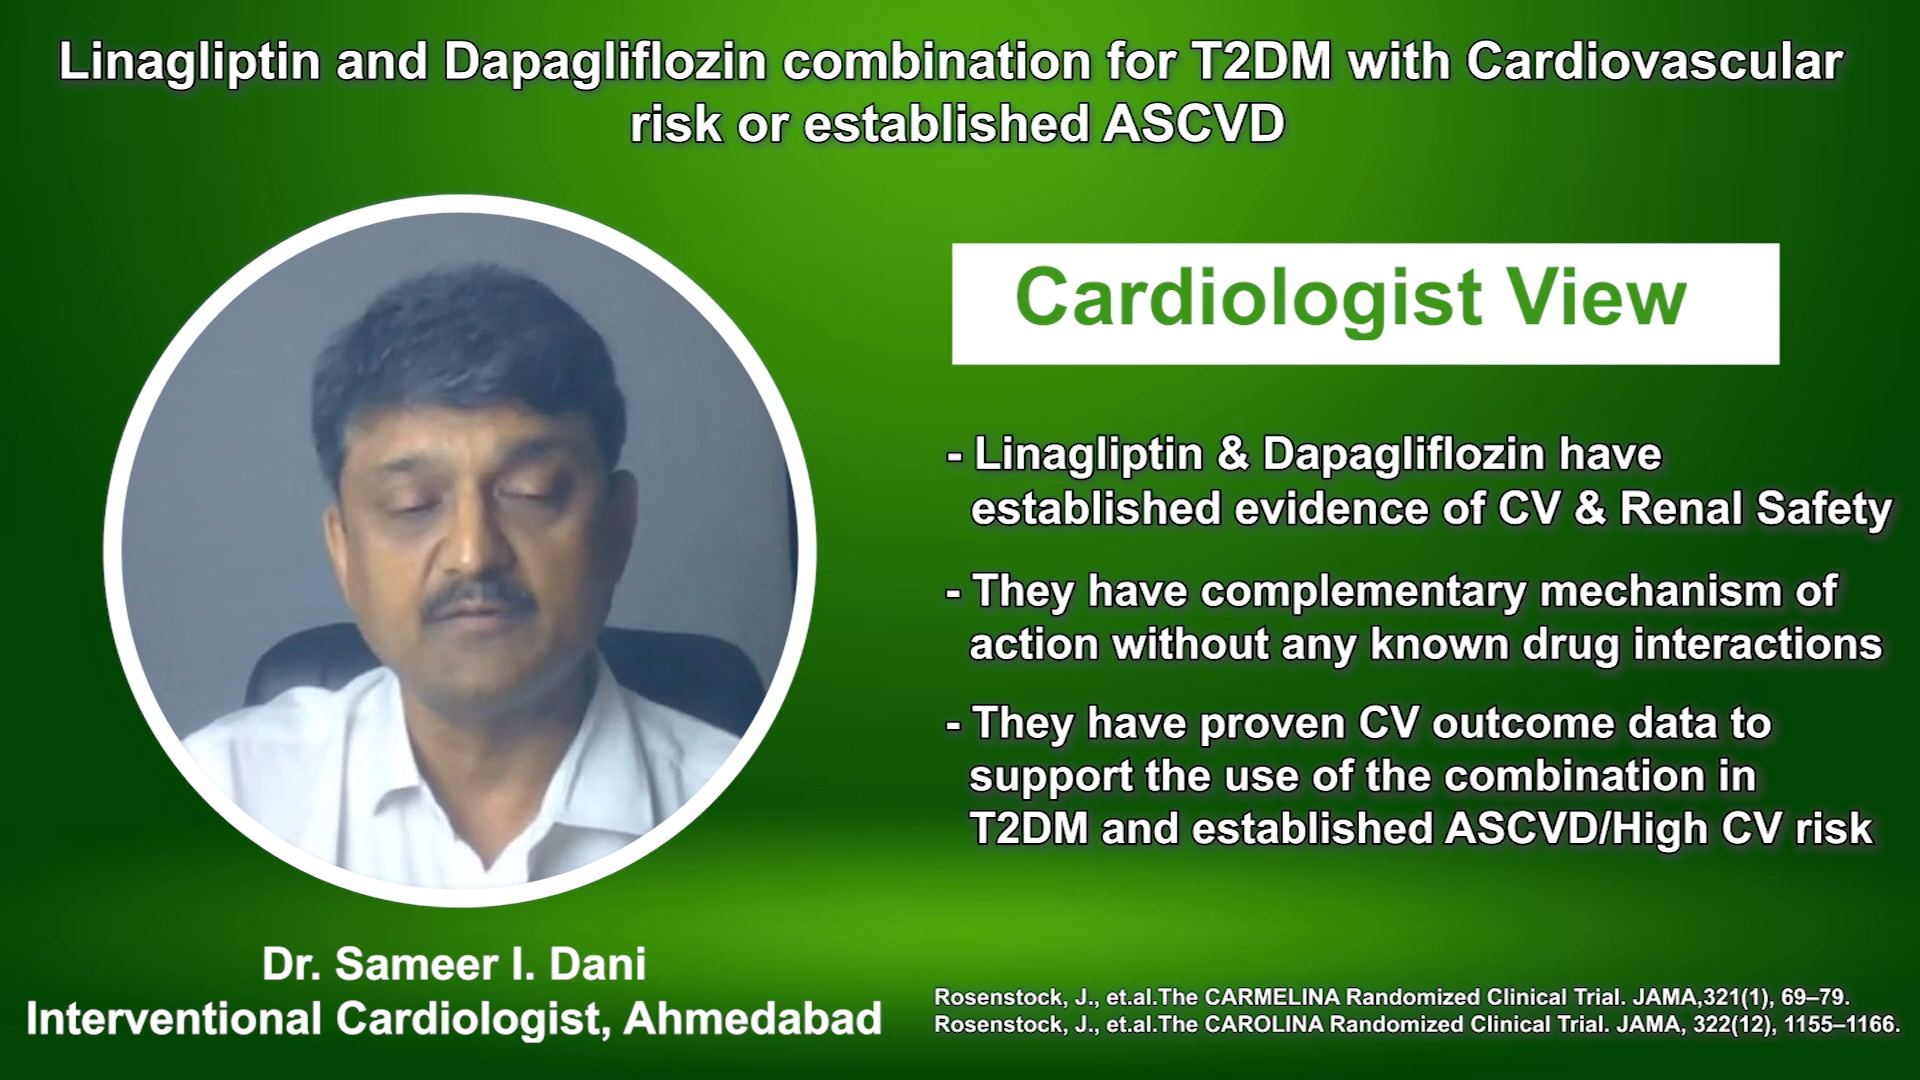 Linagliptin and Dapagliflozin combination for T2DM with Cardiovascular
risk or established ASCVD
Cardiologist View
- Linagliptin & Dapagliflozin have
established evidence of CV & Renal Safety
- They have complementary mechanism of
action without any known drug interactions
- They have proven CV outcome data to
support the use of the combination in
T2DM and established ASCVD/High CV risk
Dr. Sameer I. Dani
Interventional Cardiologist, Ahmedabad
Rosenstock, J., et.al.The CARMELINA Randomized Clinical Trial. JAMA,321(1), 69–79.
Rosenstock, J., et.al.The CAROLINA Randomized Clinical Trial. JAMA, 322(12), 1155–1166.